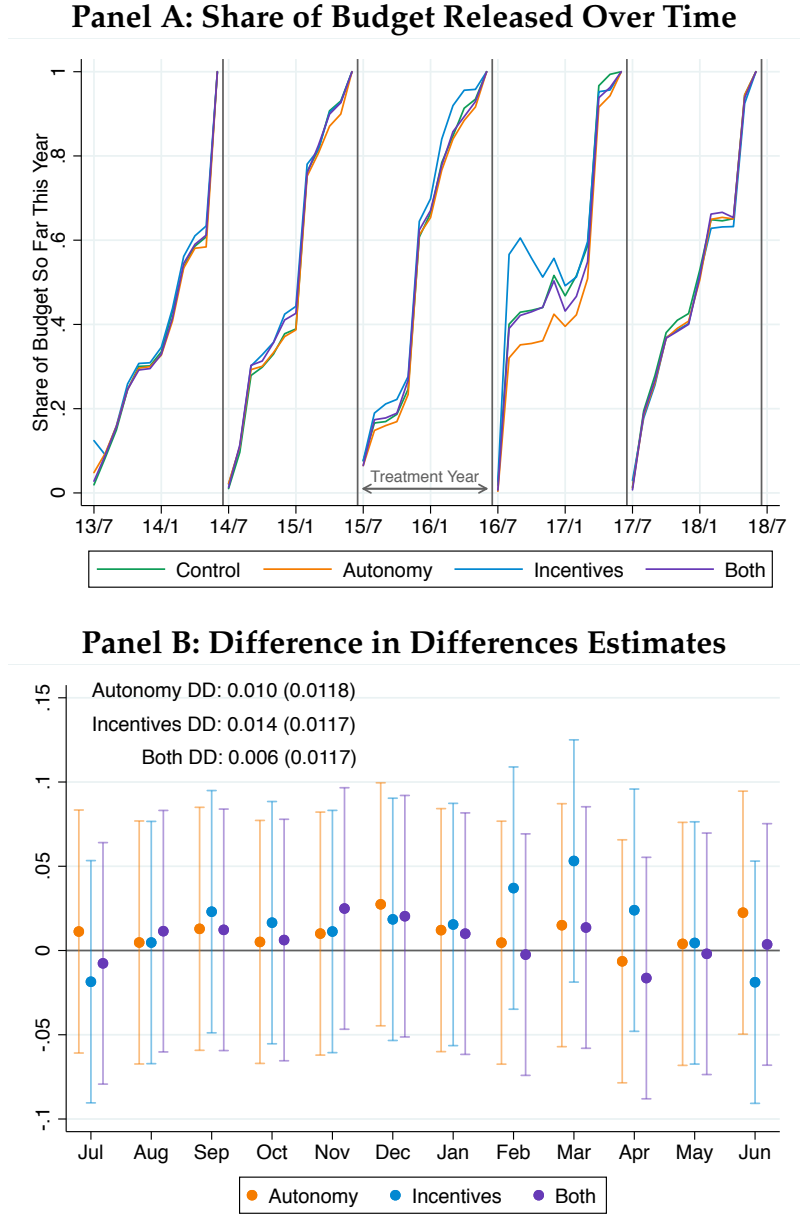 Panel A: Share of Budget Released Over Time
Share of Budget So Far This Year
1
.8
.6
.4
.2
0
Treatment Year
13/7 14/1 14/7 15/1 15/7 16/1 16/7 17/1 17/7 18/1 18/7
Control Autonomy Incentives Both
Panel B: Difference in Differences Estimates
Autonomy DD: 0.010 (0.0118)
Incentives DD: 0.014 (0.0117)
Both DD: 0.006 (0.0117)
.15
.1
.05
0
-.05
-.1
Jul Aug Sep Oct Nov Dec Jan Feb Mar Apr May Jun
Autonomy Incentives Both